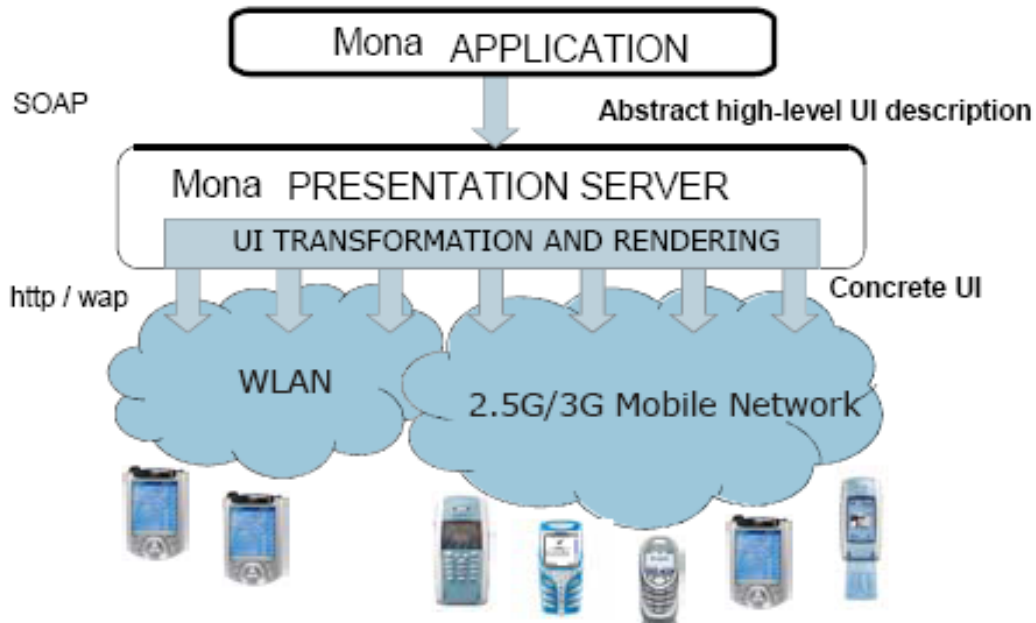 Mona APPLICATION
SOAP
Abstract high-level UI description
Mona PRESENTATION SERVER
UI TRANSFORMATION AND RENDERING
http / wap
Concrete UI
WLAN
2.5G/3G Mobile Network